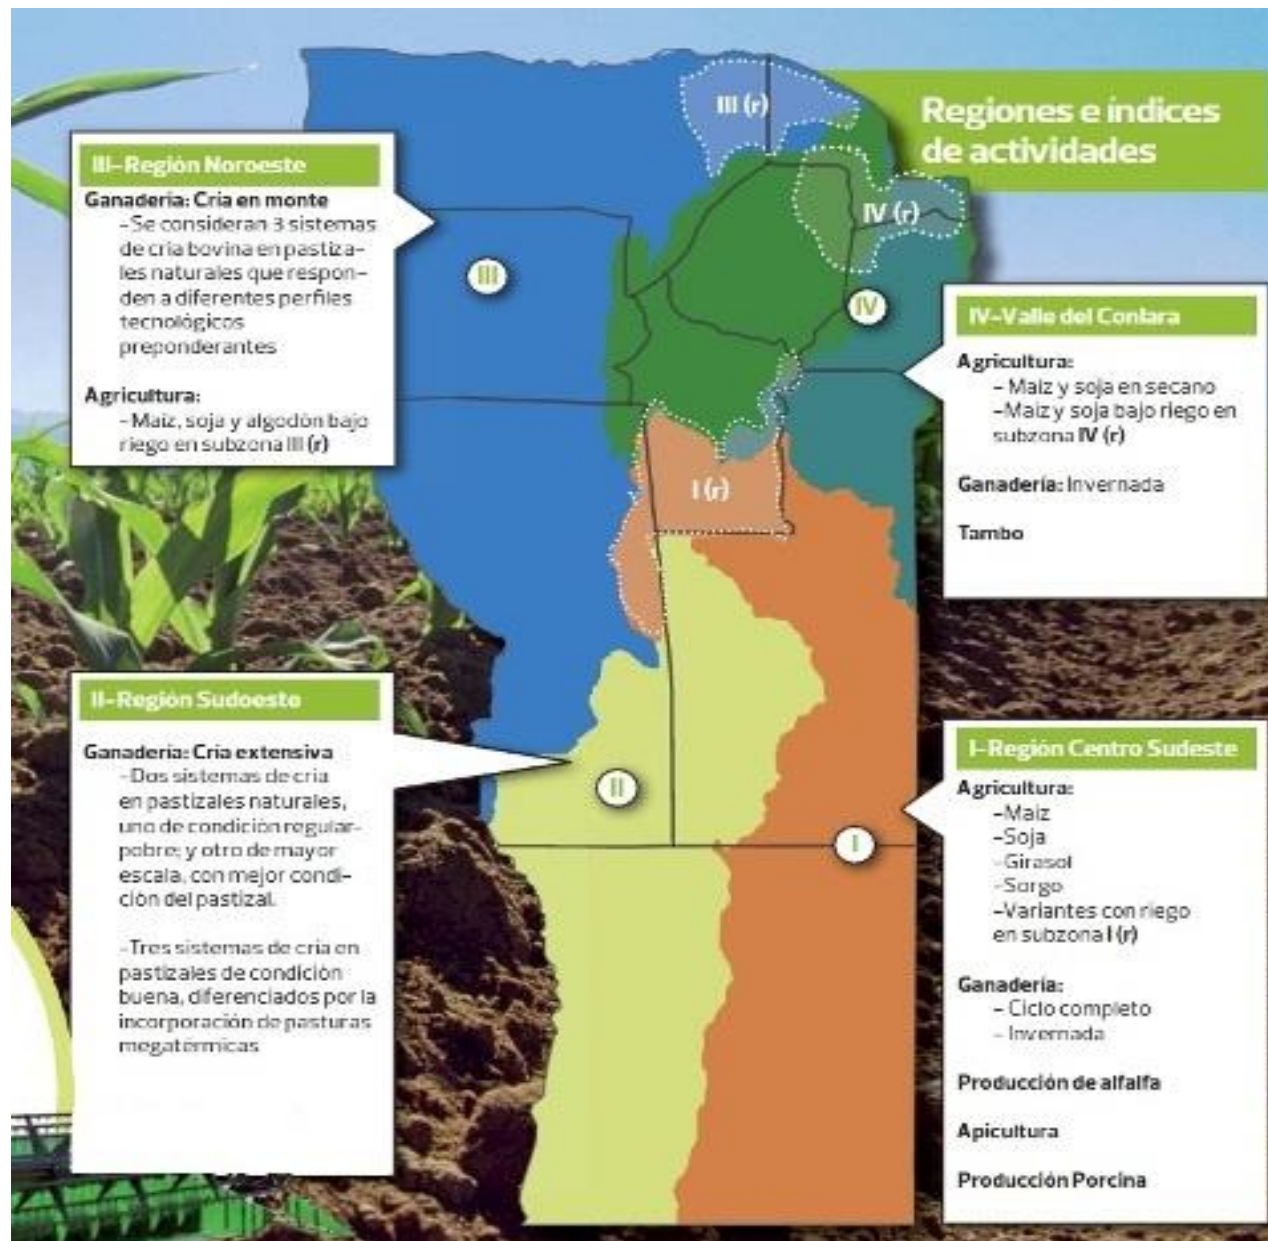 Regiones e índices
de actividades
III (r)
IV (r)
III
IV
I (r)
II
I
III-Región Noroeste
Ganadería: Cría en monte
-Se consideran 3 sistemas
de cría bovina en pastiza-
les naturales que respon-
den a diferentes perfiles
tecnológicos
preponderantes
Agricultura:
-Maíz, soja y algodón bajo
riego en subzona III (r)
IV-Valle del Conlara
Agricultura:
- Maíz y soja en secano
-Maíz y soja bajo riego en
subzona IV (r)
Ganadería: Invernada
Tambo
II-Región Sudoeste
Ganadería: Cría extensiva
-Dos sistemas de cría
en pastizales naturales,
uno de condición regular-
pobre; y otro de mayor
escala, con mejor condi-
ción del pastizal.
-Tres sistemas de cría en
pastizales de condición
buena, diferenciados por la
incorporación de pasturas
megatérmicas
I-Región Centro Sudeste
Agricultura:
-Maíz
-Soja
-Girasol
-Sorgo
-Variantes con riego
en subzona I (r)
Ganadería:
- Ciclo completo
- Invernada
Producción de alfalfa
Apicultura
Producción Porcina